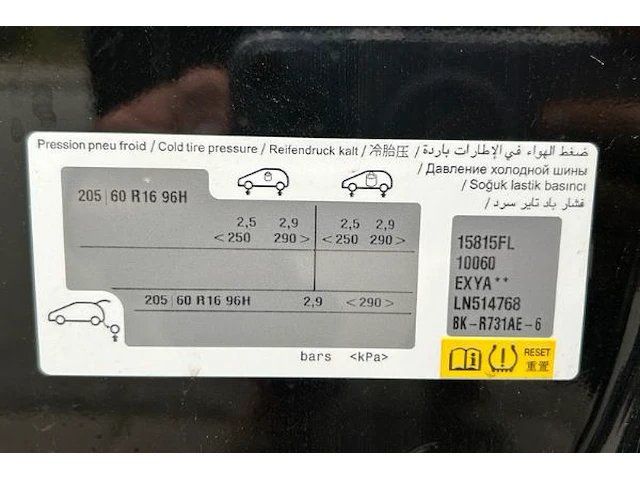 Pression pneu froid / Cold tire pressure / Reifendruck kalt / 冷胎压 / ضغط الهواء في الإطارات باردة
/ Давление холодной шины
/ Soğuk lastik basıncı
/ فشار باد تایر سرد
205 | 60 R 16 96H
2,5 2,9 2,5 2,9
<250 290> <250 290>
205 | 60 R 16 96H 2,9 <290>
bars <kPa>
15815FL
10060
EXYA**
LN514768
BK-R731AE-6
RESET
重置